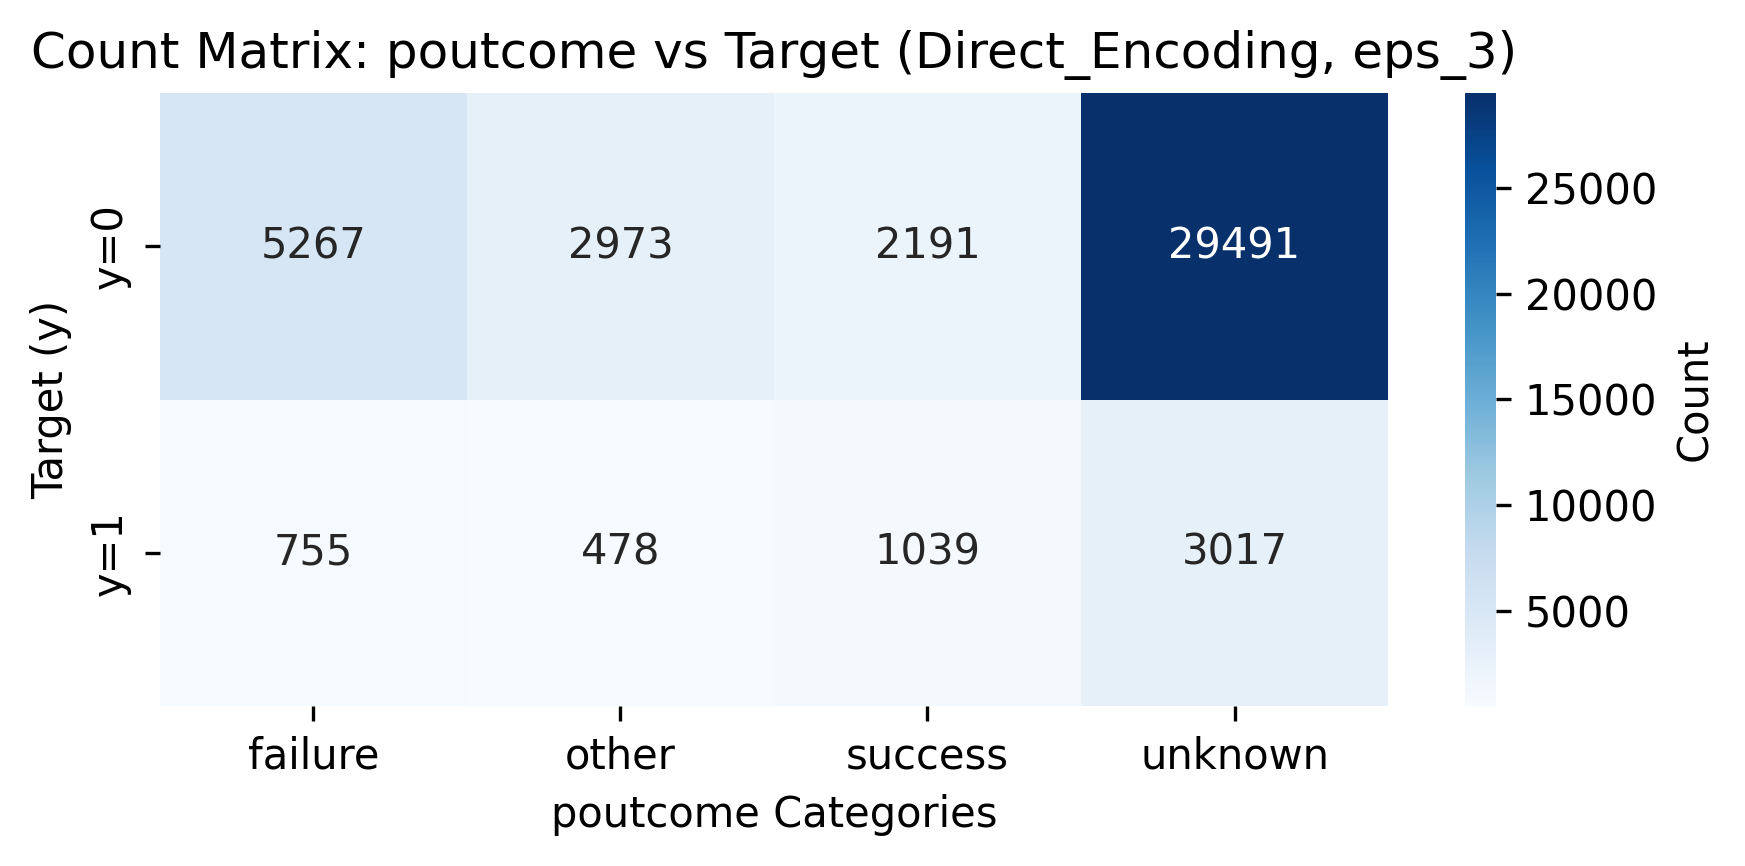 Count Matrix: poutcome vs Target (Direct_Encoding, eps_3)
Target (y)
y=0
5267 2973 2191 29491
y=1
755 478 1039 3017
failure other success unknown
poutcome Categories
25000
20000
15000
10000
5000
Count